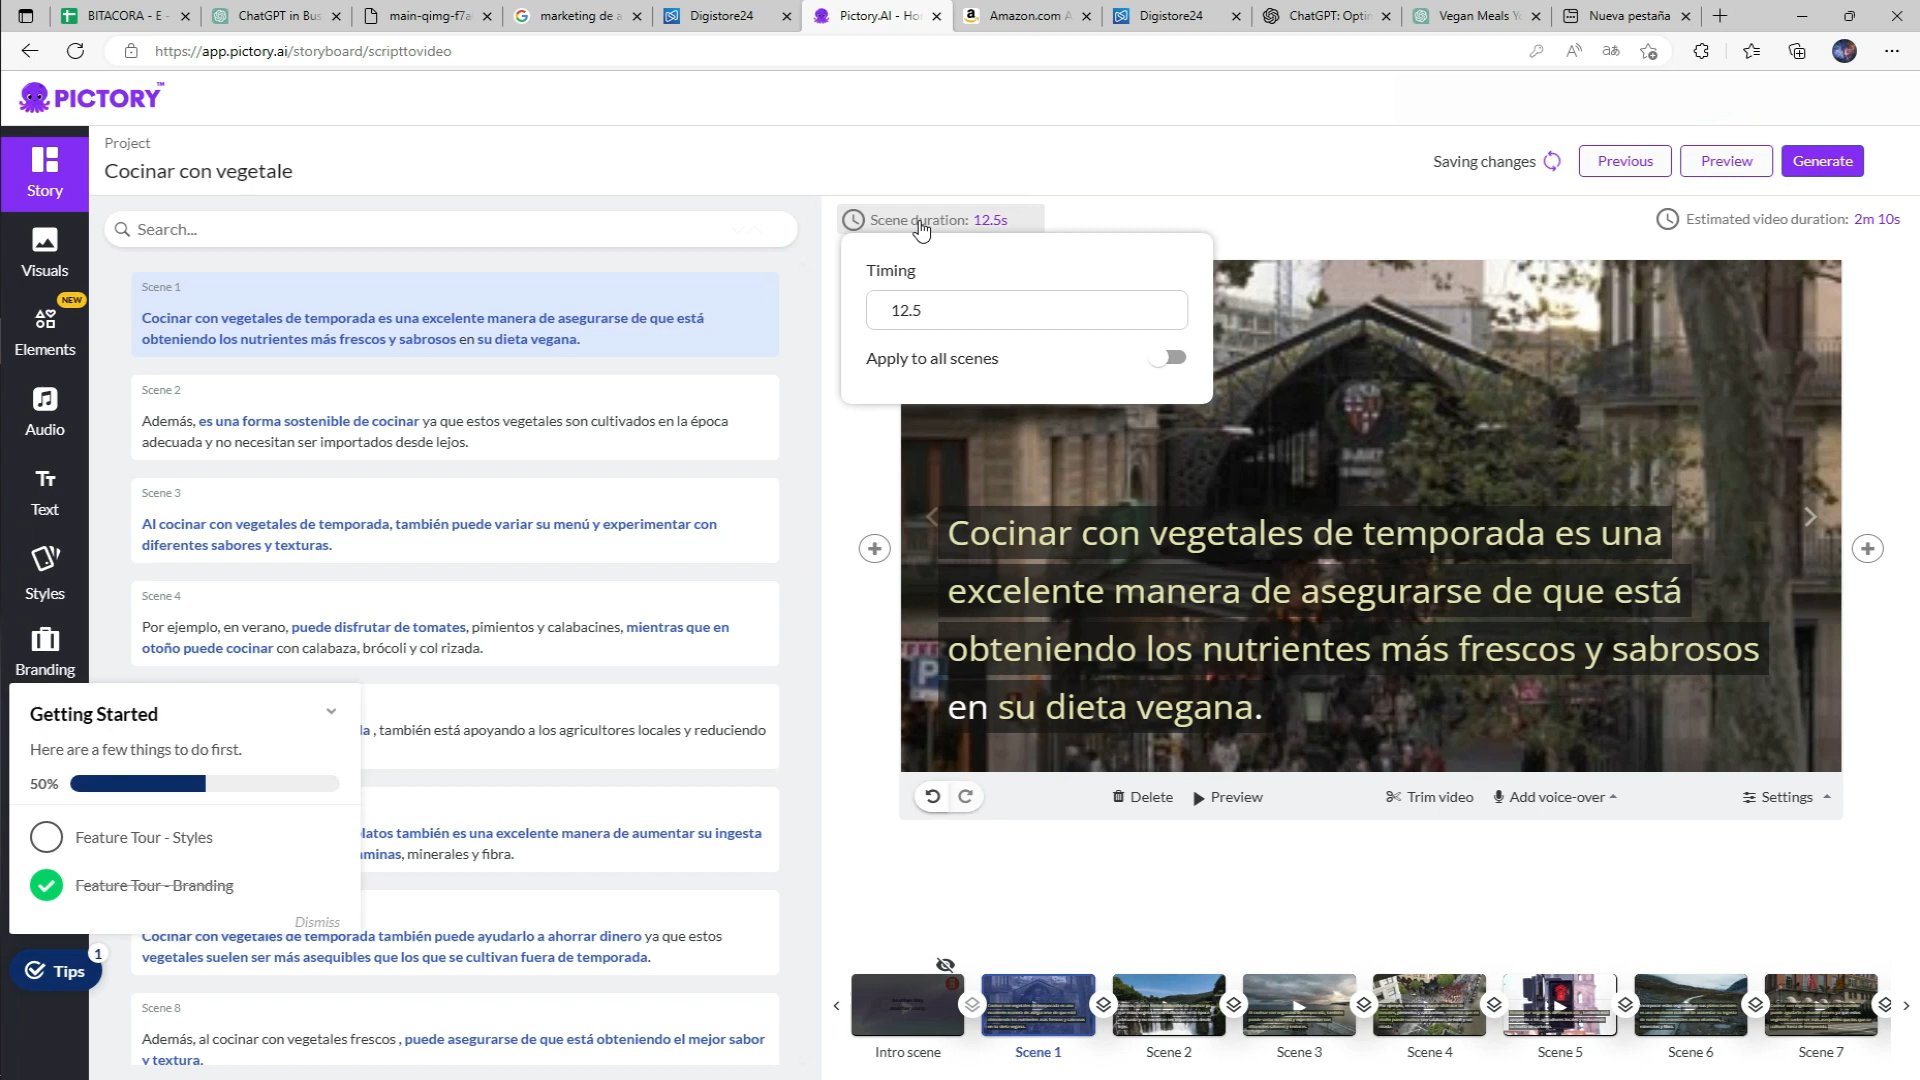 BITACORA - E
ChatGPT in Bus
main-qimg-f7a
marketing de a
Digistore24
Pictory.AI - Ho
Amazon.com A
Digistore24
ChatGPT: Optin
Vegan Meals Yo
Nueva pestaña
https://app.pictory.ai/storyboard/scripttovideo
PICTORY
Story
Visuals
NEW
Elements
Audio
Text
Styles
Branding
Project
Cocinar con vegetale
Saving changes
Previous
Preview
Generate
Search...
Scene duration: 12.5s
Estimated video duration: 2m 10s
Timing
12.5
Apply to all scenes
Scene 1
Cocinar con vegetales de temporada es una excelente manera de asegurarse de que está
obteniendo los nutrientes más frescos y sabrosos en su dieta vegana.
Scene 2
Además, es una forma sostenible de cocinar ya que estos vegetales son cultivados en la época
adecuada y no necesitan ser importados desde lejos.
Scene 3
Al cocinar con vegetales de temporada, también puede variar su menú y experimentar con
diferentes sabores y texturas.
Scene 4
Por ejemplo, en verano, puede disfrutar de tomates, pimientos y calabacines, mientras que en
otoño puede cocinar con calabaza, brócoli y col rizada.
la , también está apoyando a los agricultores locales y reduciendo
latos también es una excelente manera de aumentar su ingesta
minas, minerales y fibra.
Cocinar con vegetales de temporada también puede ayudarlo a ahorrar dinero ya que estos
vegetales suelen ser más asequibles que los que se cultivan fuera de temporada.
Scene 8
Además, al cocinar con vegetales frescos , puede asegurarse de que está obteniendo el mejor sabor
y textura.
Getting Started
Here are a few things to do first.
50%
Feature Tour - Styles
Feature Tour - Branding
Dismiss
Tips
1
Cocinar con vegetales de temporada es una
excelente manera de asegurarse de que está
obteniendo los nutrientes más frescos y sabrosos
en su dieta vegana.
P
Delete
Preview
Trim video
Add voice-over
Settings
Intro scene
Scene 1
Scene 2
Scene 3
Scene 4
Scene 5
Scene 6
Scene 7